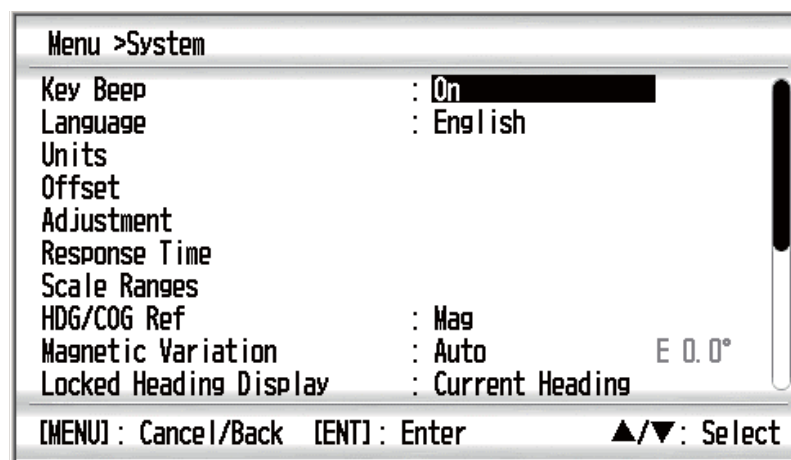 Menu >System
Key Beep : On
Language : English
Units
Offset
Adjustment
Response Time
Scale Ranges
HDG/COG Ref : Mag
Magnetic Variation : Auto E 0.0°
Locked Heading Display : Current Heading
[MENU] : Cancel/Back [ENT] : Enter ▲/▼ : Select